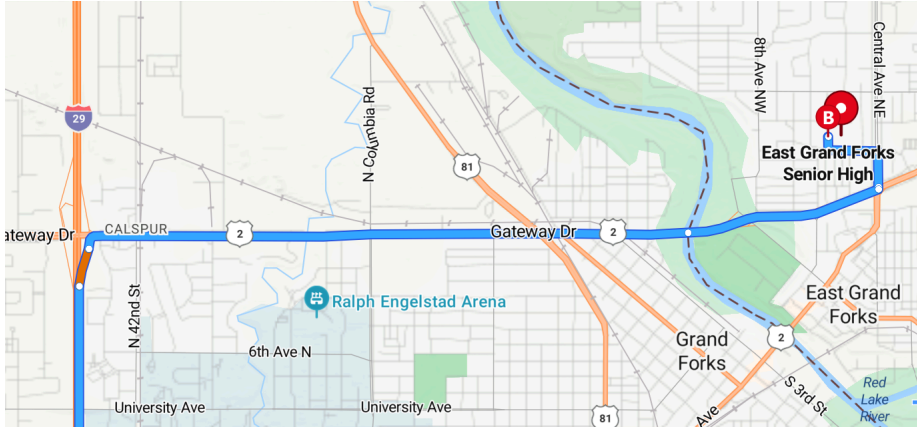 29
N Columbia Rd
81
8th Ave NW
Central Ave NE
B
East Grand Forks
Senior High
ateway Dr
CALSPUR
2
Gateway Dr
2
N 42nd St
Ralph Engelstad Arena
East Grand
Forks
2
Grand
Forks
6th Ave N
University Ave
University Ave
81
Ave
S 3rd St
Red
Lake
River